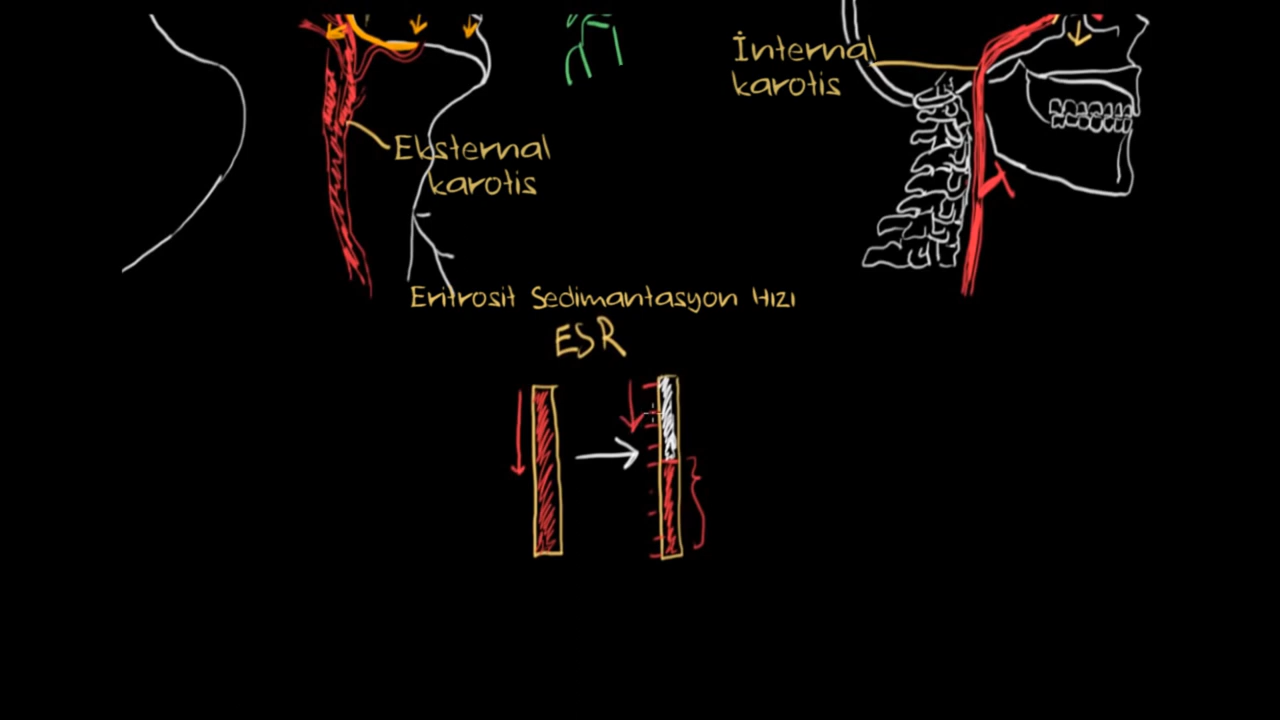 İnternal
karotis
Eksternal
karotis
Eritrosit Sedimantasyon Hızı
ESR